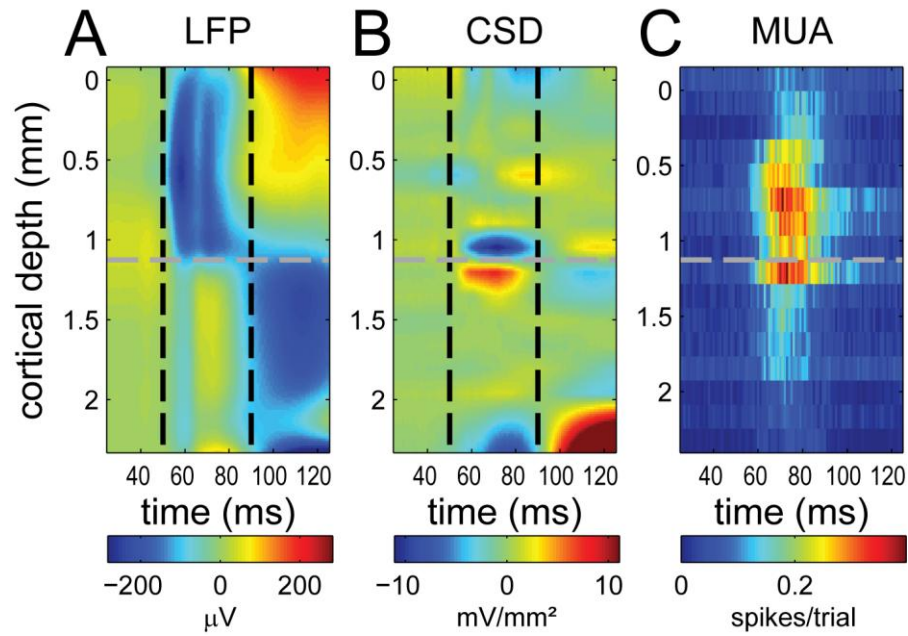 A LFP B CSD C MUA
cortical depth (mm)
0 0 0
0.5 0.5 0.5
1 1 1
1.5 1.5 1.5
2 2 2
40 60 80 100 120 40 60 80 100 120 40 60 80 100 120
time (ms) time (ms) time (ms)
−200 0 200 −10 0 10 0 0.2
μV mV/mm² spikes/trial